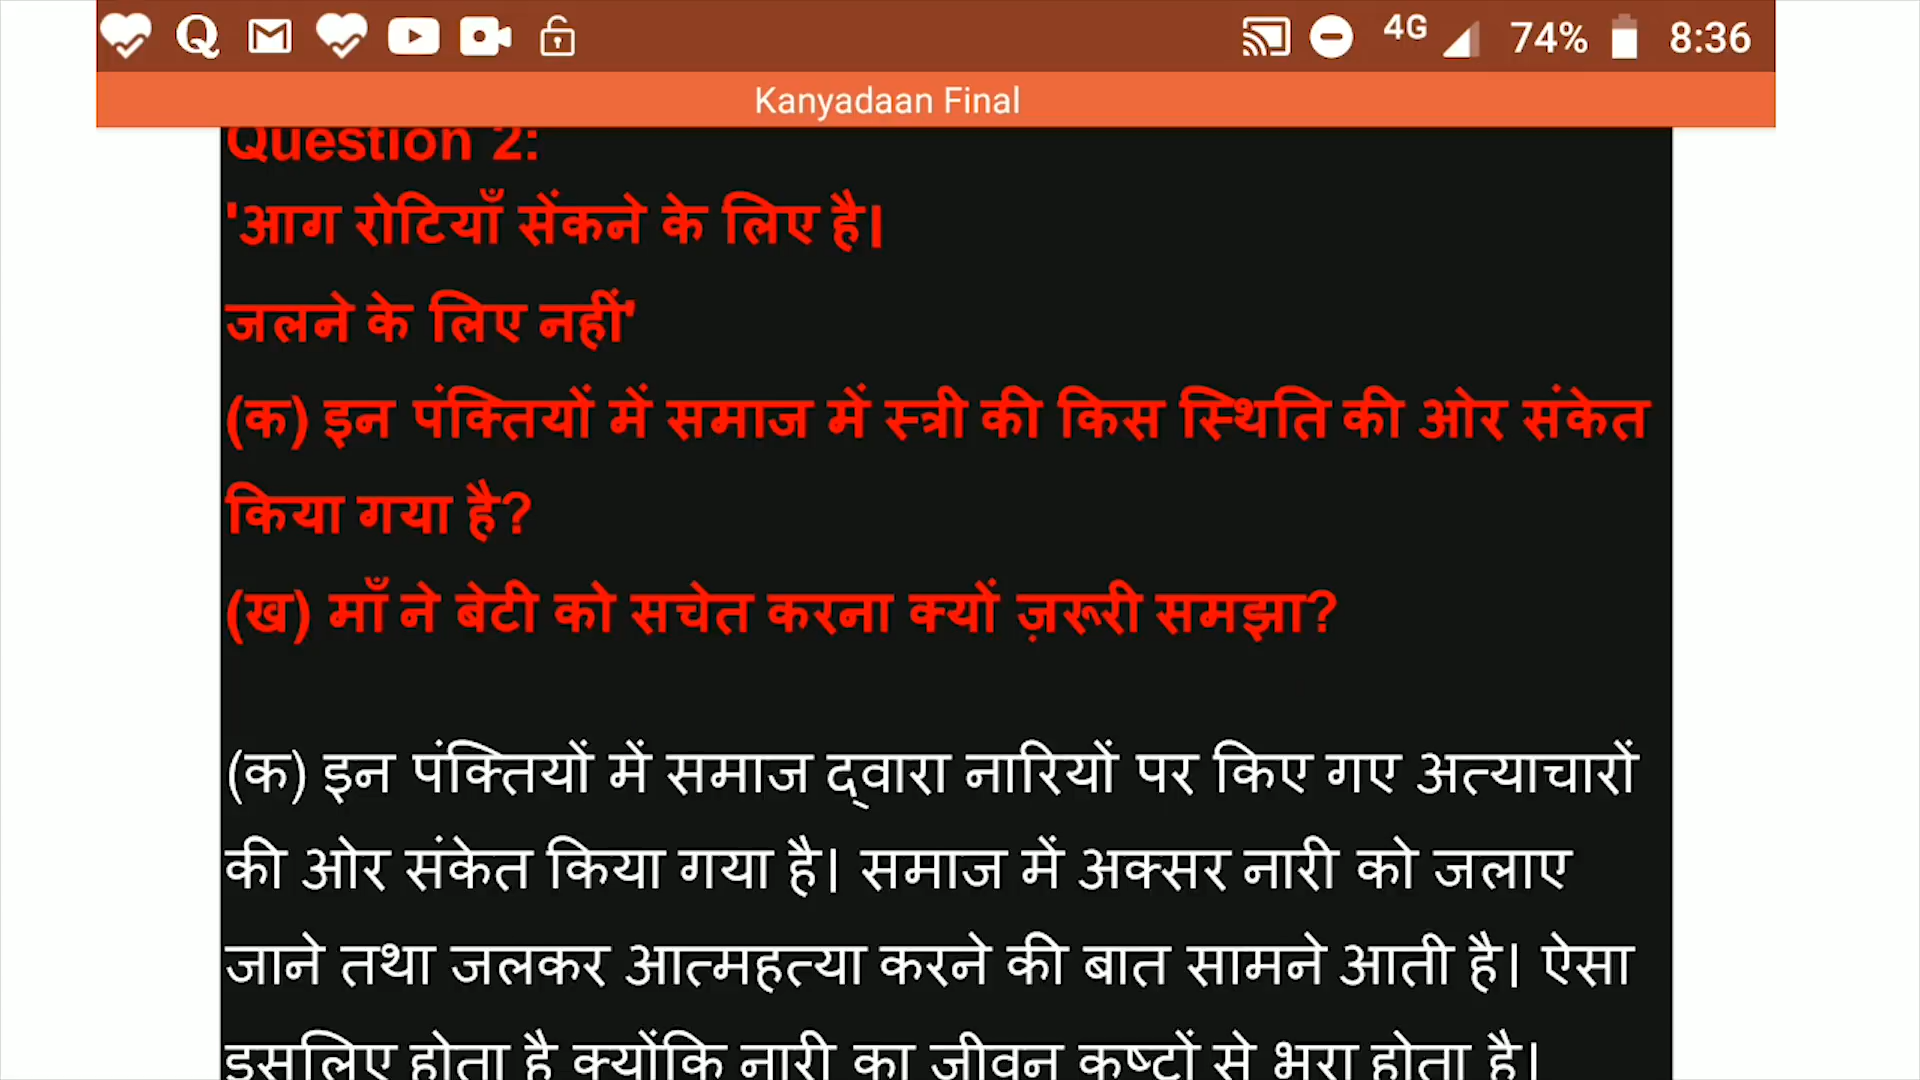 4G 74% 8:36
Kanyadaan Final
Question 2:
'आग रोटियाँ सेंकने के लिए है।
जलने के लिए नहीं'
(क) इन पंक्तियों में समाज में स्त्री की किस स्थिति की ओर संकेत
किया गया है?
(ख) माँ ने बेटी को सचेत करना क्यों ज़रूरी समझा?
(क) इन पंक्तियों में समाज द्वारा नारियों पर किए गए अत्याचारों
की ओर संकेत किया गया है। समाज में अक्सर नारी को जलाए
जाने तथा जलकर आत्महत्या करने की बात सामने आती है। ऐसा
इसलिए होता है क्योंकि नारी का जीवन कष्टों से भरा होता है।